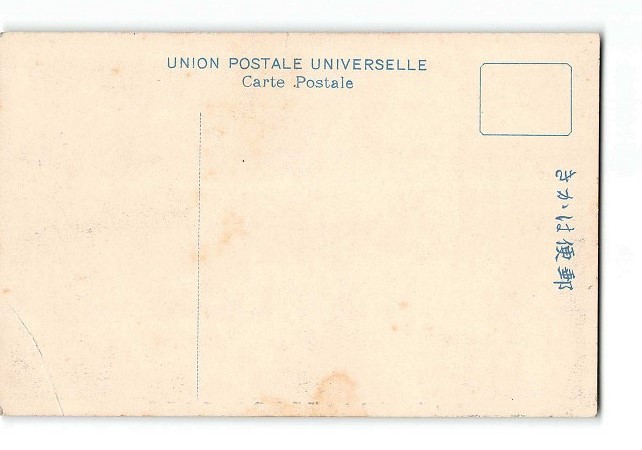 UNION POSTALE UNIVERSELLE
Carte Postale
きかは便郵